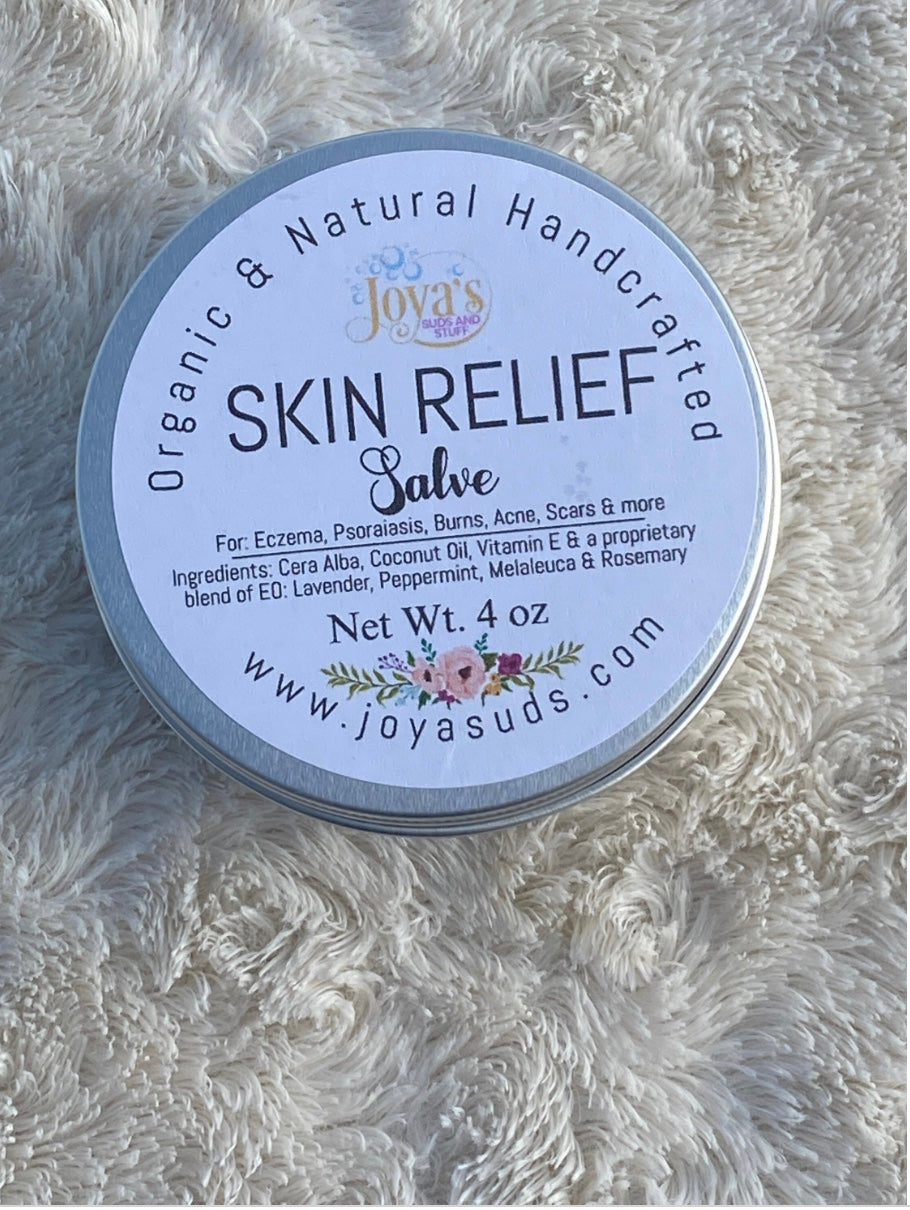 Organic & Natural Handcrafted
Joya's
SUDS AND
STUFF
SKIN RELIEF
Salve
For: Eczema, Psoraiasis, Burns, Acne, Scars & more
Ingredients: Cera Alba, Coconut Oil, Vitamin E & a proprietary
blend of EO: Lavender, Peppermint, Melaleuca & Rosemary
Net Wt. 4 oz
www.joyasuds.com